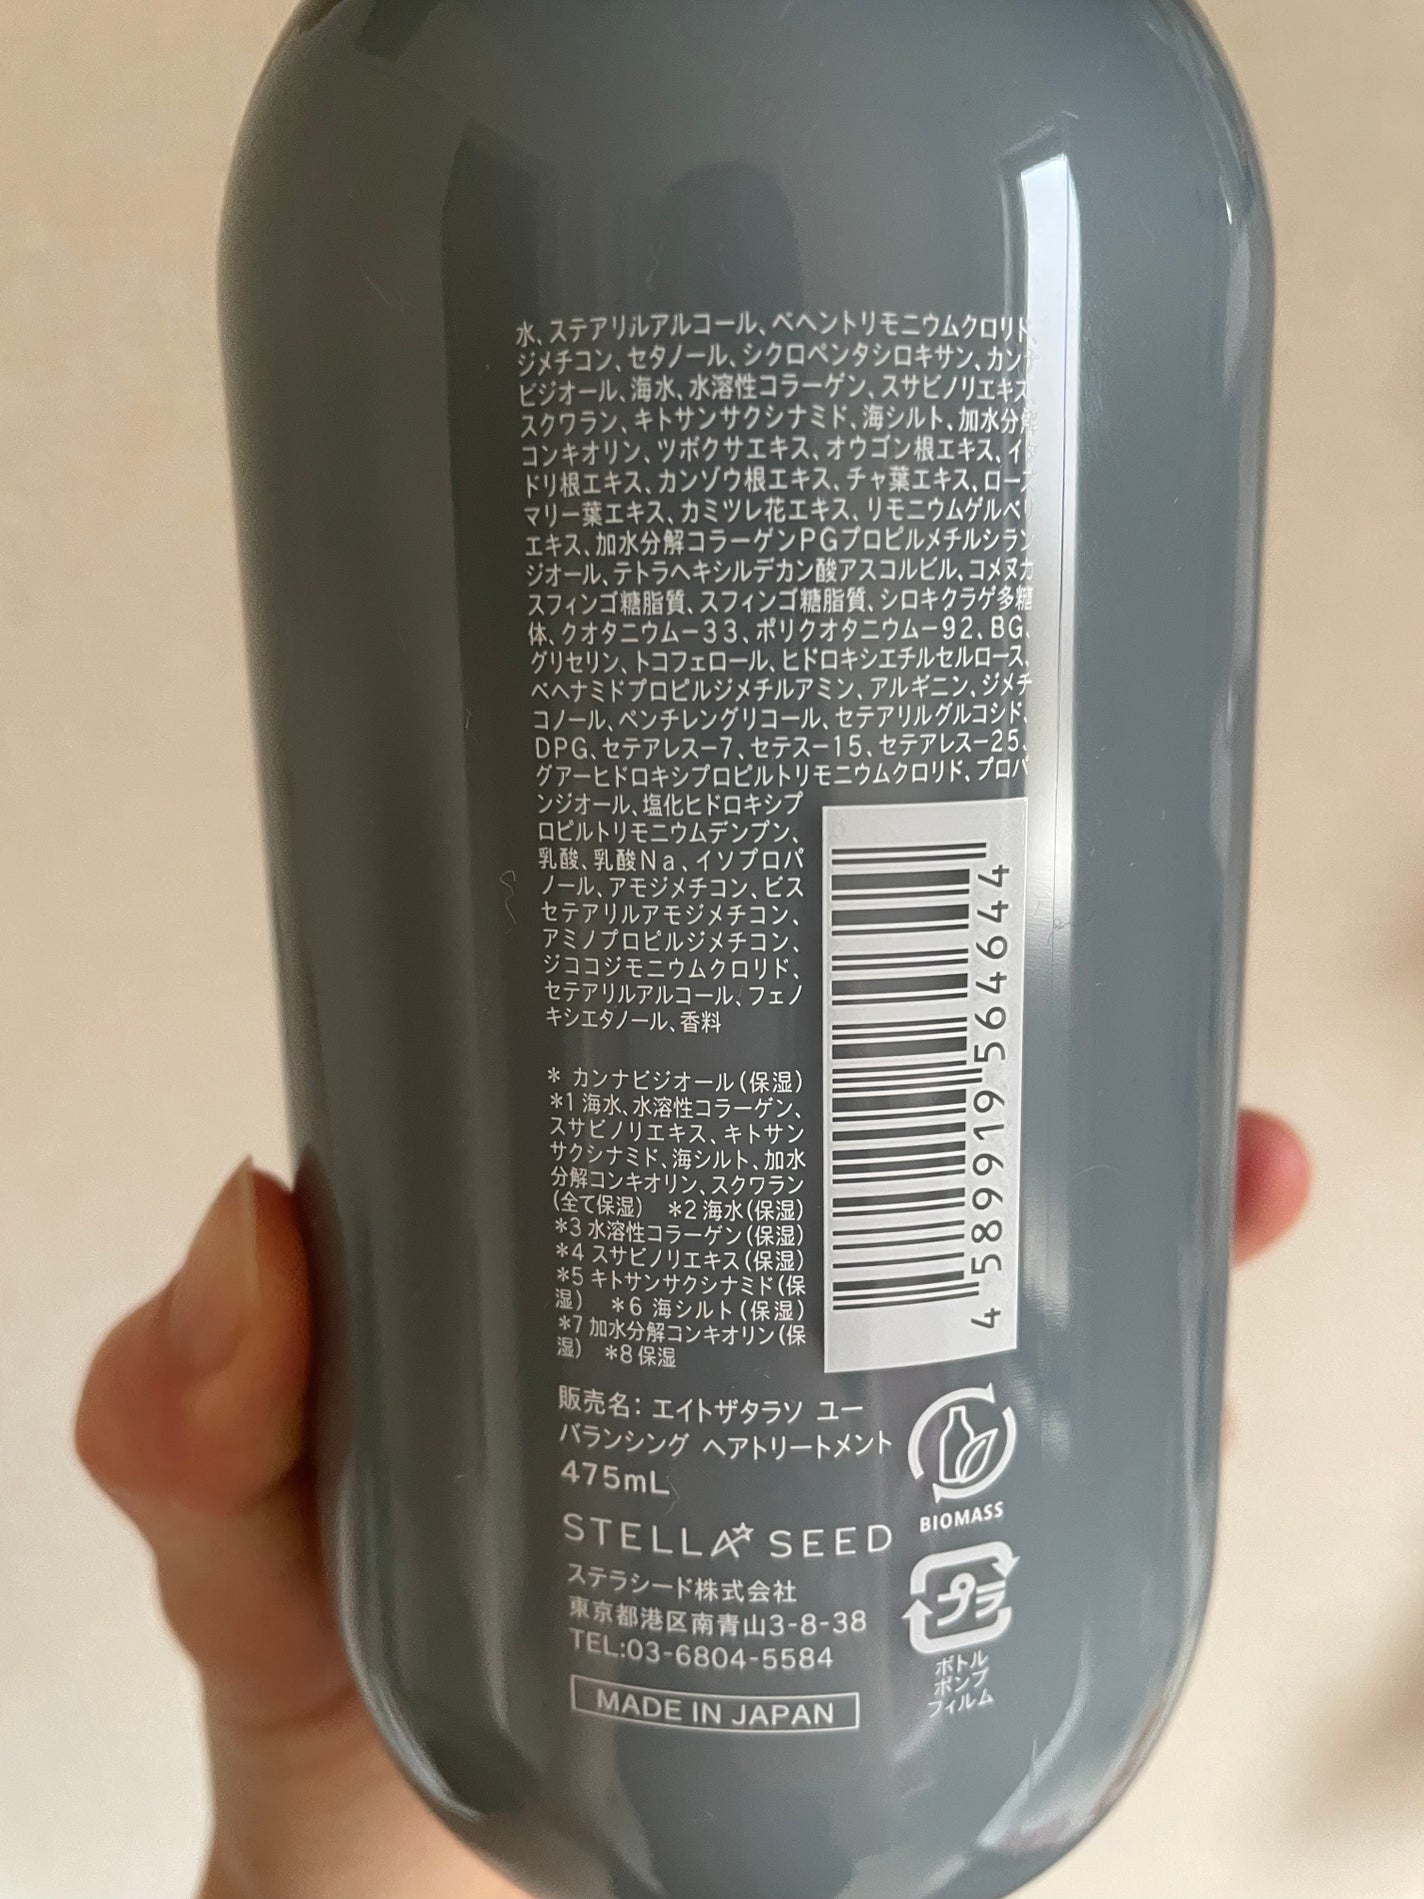 水、ステアリルアルコール、ベヘントリモニウムクロリド、
ジメチコン、セタノール、シクロペンタシロキサン、カンナ
ビジオール、海水、水溶性コラーゲン、スサビノリエキス、
スクワラン、キトサンサクシナミド、海シルト、加水分解
コンキオリン、ツボクサエキス、オウゴン根エキス、イタ
ドリ根エキス、カンゾウ根エキス、チャ葉エキス、ローズ
マリー葉エキス、カミツレ花エキス、リモニウムゲルベリ
エキス、加水分解コラーゲンPGプロピルメチルシラン
ジオール、テトラヘキシルデカン酸アスコルビル、コメヌカ
スフィンゴ糖脂質、スフィンゴ糖脂質、シロキクラゲ多糖
体、クオタニウム-33、ポリクオタニウム-92、BG、
グリセリン、トコフェロール、ヒドロキシエチルセルロース、
ベヘナミドプロピルジメチルアミン、アルギニン、ジメチ
コノール、ペンチレングリコール、セテアリルグルコシド、
DPG、セテアレス-7、セテス-15、セテアレス-25、
グアーヒドロキシプロピルトリモニウムクロリド、プロパ
ンジオール、塩化ヒドロキシプ
ロピルトリモニウムデンプン、
乳酸、乳酸Na、イソプロパ
ノール、アモジメチコン、ビス
セテアリルアモジメチコン、
アミノプロピルジメチコン、
ジココジモニウムクロリド、
セテアリルアルコール、フェノ
キシエタノール、香料
* カンナビジオール(保湿)
*1 海水、水溶性コラーゲン、
スサビノリエキス、キトサン
サクシナミド、海シルト、加水
分解コンキオリン、スクワラン
(全て保湿) *2 海水(保湿)
*3 水溶性コラーゲン(保湿)
*4 スサビノリエキス(保湿)
*5 キトサンサクシナミド(保
湿) *6 海シルト(保湿)
*7 加水分解コンキオリン(保
湿) *8 保湿
4 589919 564644
販売名：エイトザタラソ ユー
バランシング ヘアトリートメント
475mL
STELLA SEED
ステラシード株式会社
東京都港区南青山3-8-38
TEL:03-6804-5584
MADE IN JAPAN
BIOMASS
プラ
ボトル
ポンプ
フィルム